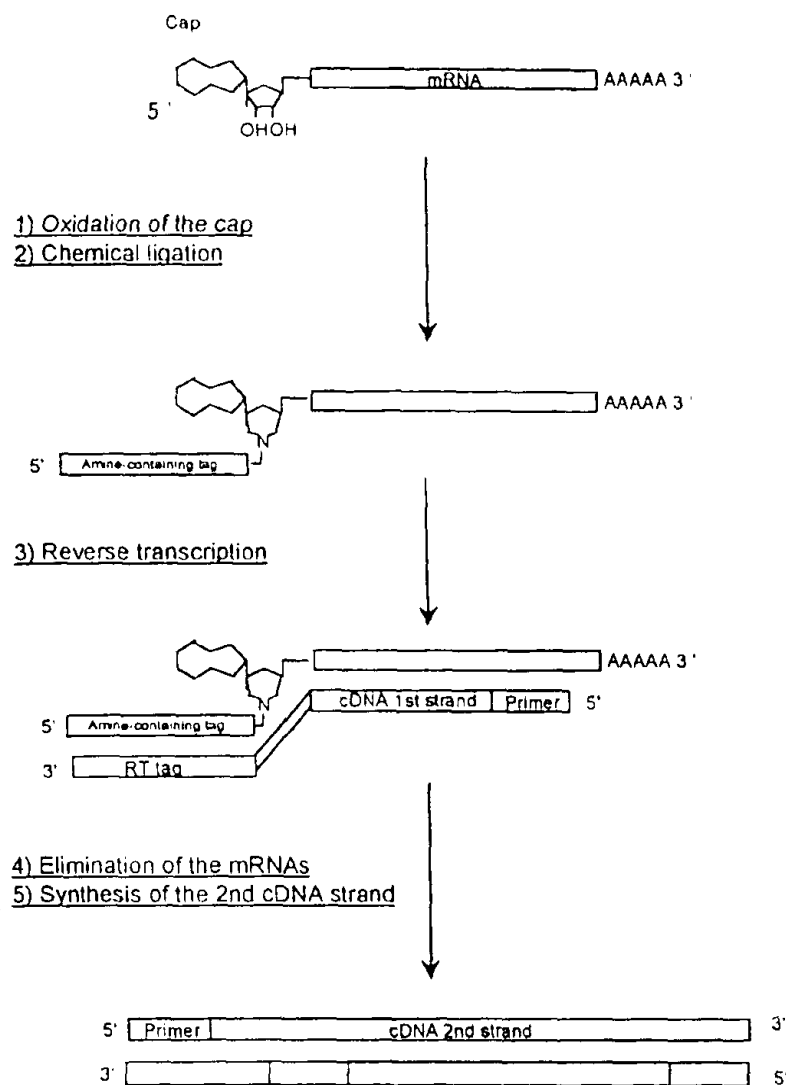 Cap
mRNA
AAAAA 3 '
5 '
OHOH
1) Oxidation of the cap
2) Chemical ligation
AAAAA 3 '
N
5' Amine-containing tag
3) Reverse transcription
AAAAA 3 '
N
cDNA 1st strand Primer 5'
5' Amine-containing tag
3' RT tag
4) Elimination of the mRNAs
5) Synthesis of the 2nd cDNA strand
5' Primer cDNA 2nd strand 3'
3' 5'